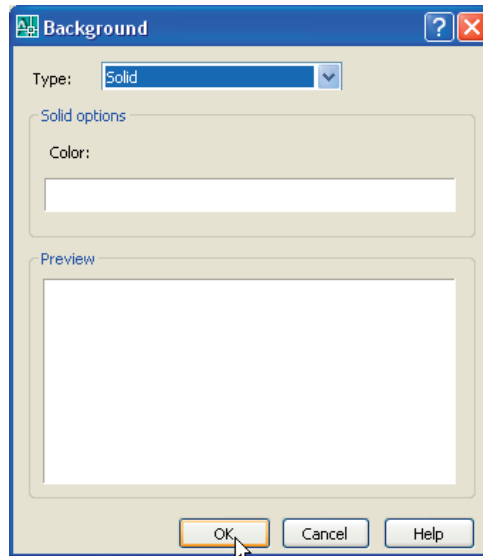 Background
Type: Solid
Solid options
Color:
Preview
OK Cancel Help